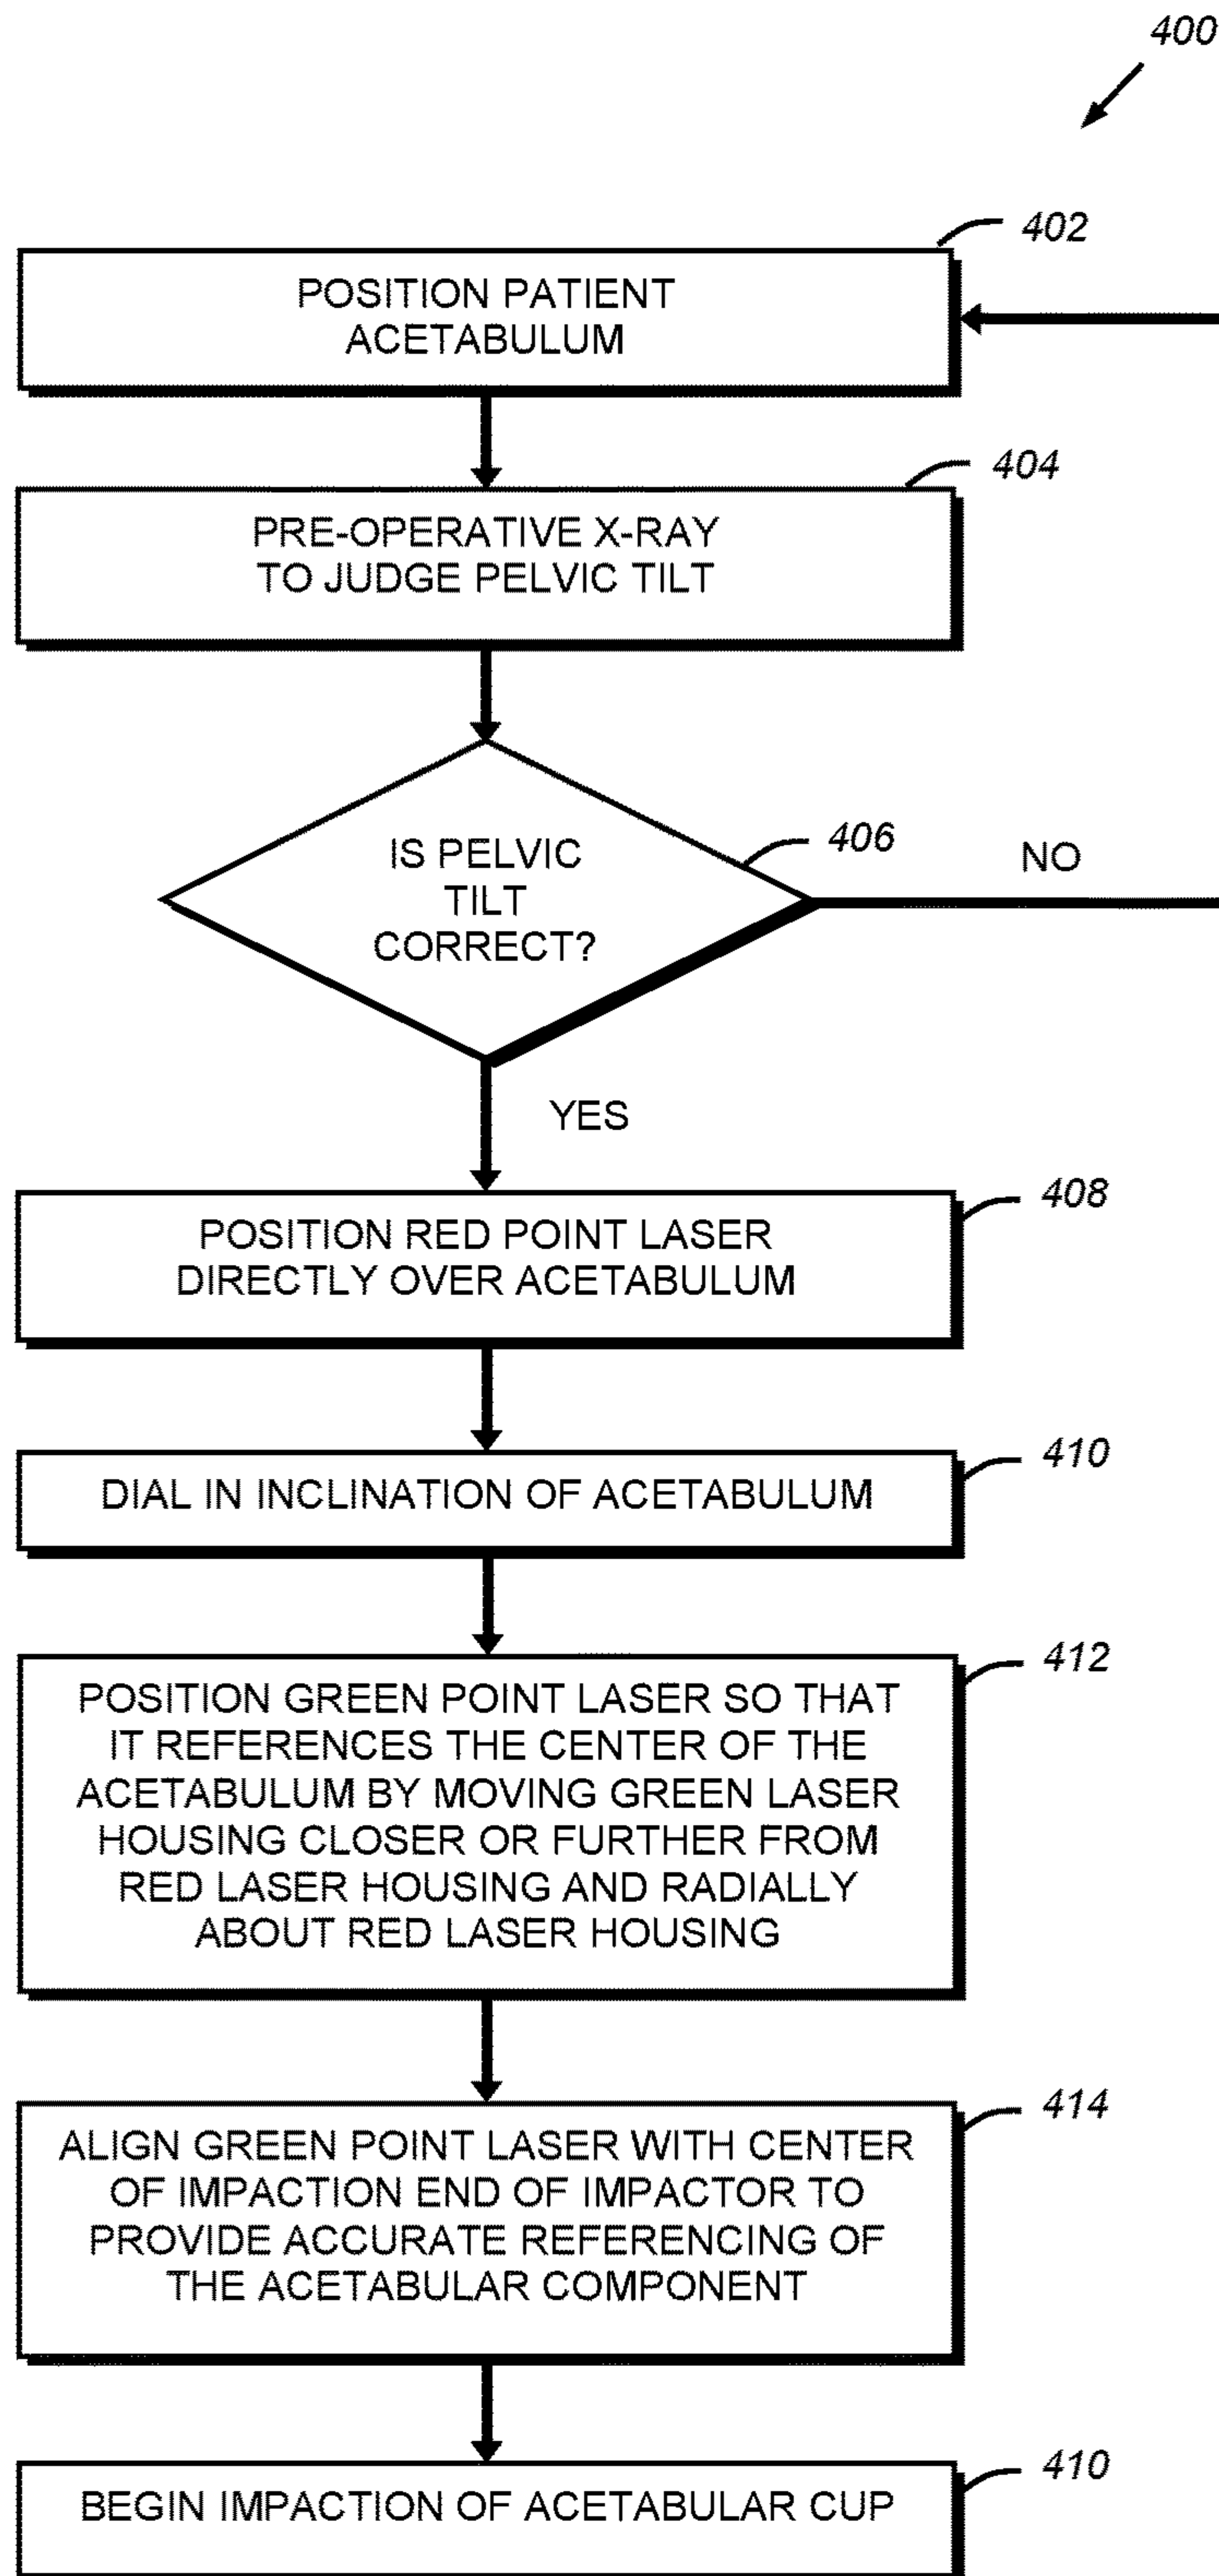 400
402
POSITION PATIENT
ACETABULUM
404
PRE-OPERATIVE X-RAY
TO JUDGE PELVIC TILT
406
IS PELVIC
TILT
CORRECT?
NO
YES
408
POSITION RED POINT LASER
DIRECTLY OVER ACETABULUM
410
DIAL IN INCLINATION OF ACETABULUM
412
POSITION GREEN POINT LASER SO THAT
IT REFERENCES THE CENTER OF THE
ACETABULUM BY MOVING GREEN LASER
HOUSING CLOSER OR FURTHER FROM
RED LASER HOUSING AND RADIALLY
ABOUT RED LASER HOUSING
414
ALIGN GREEN POINT LASER WITH CENTER
OF IMPACTION END OF IMPACTOR TO
PROVIDE ACCURATE REFERENCING OF
THE ACETABULAR COMPONENT
410
BEGIN IMPACTION OF ACETABULAR CUP